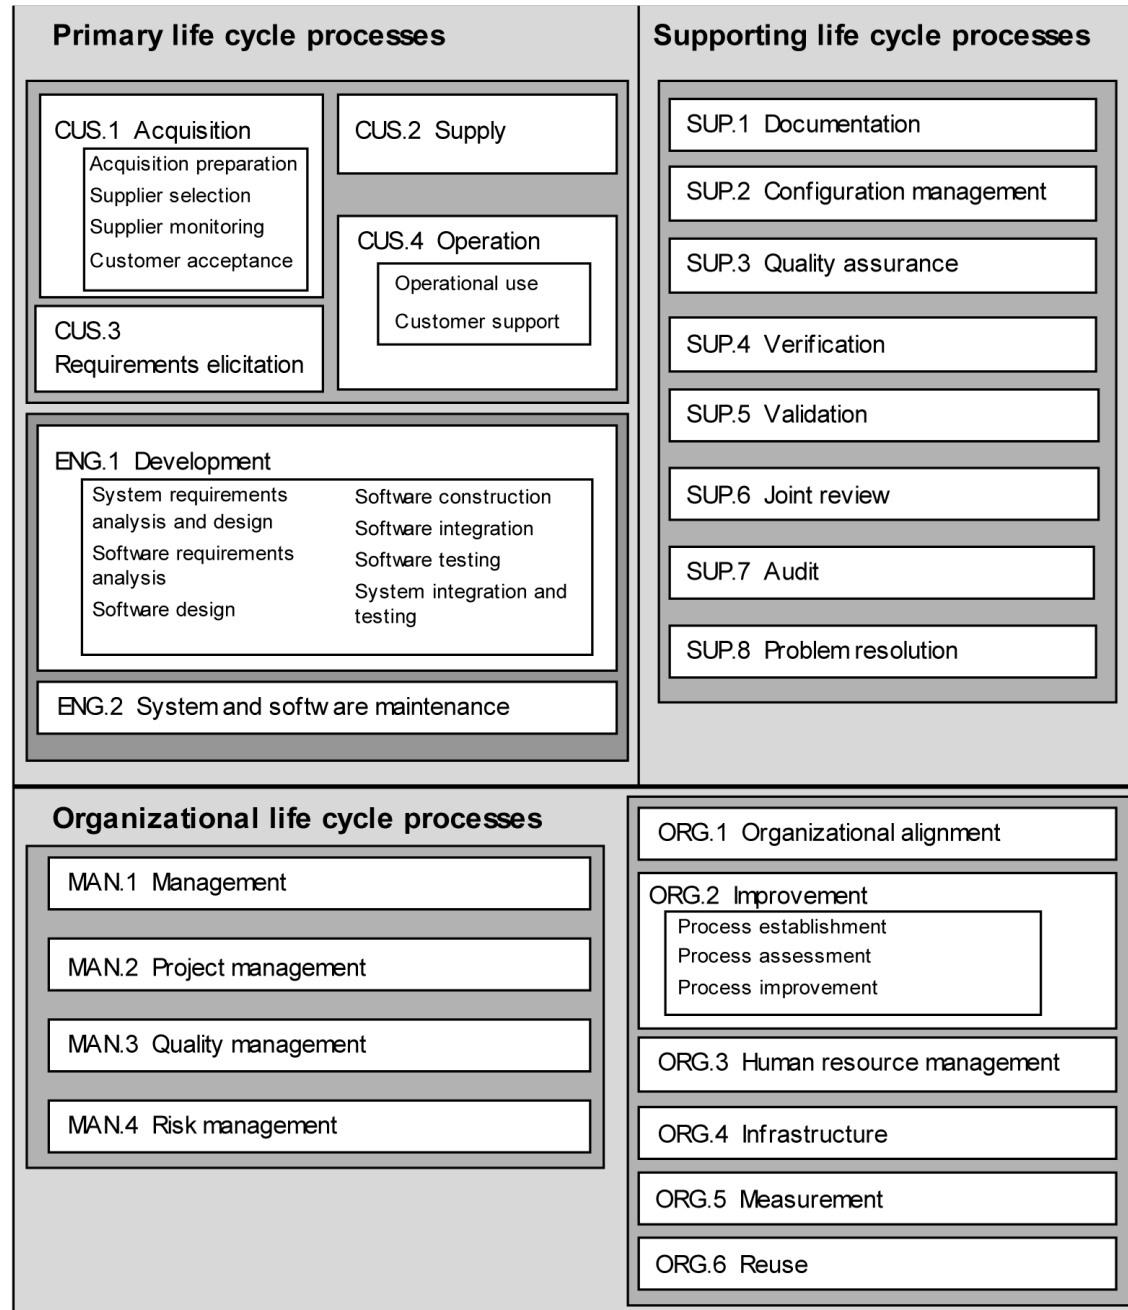 Primary life cycle processes
CUS.1 Acquisition
Acquisition preparation
Supplier selection
Supplier monitoring
Customer acceptance
CUS.2 Supply
CUS.3
Requirements elicitation
CUS.4 Operation
Operational use
Customer support
ENG.1 Development
System requirements
analysis and design
Software requirements
analysis
Software design
Software construction
Software integration
Software testing
System integration and
testing
ENG.2 System and software maintenance
Supporting life cycle processes
SUP.1 Documentation
SUP.2 Configuration management
SUP.3 Quality assurance
SUP.4 Verification
SUP.5 Validation
SUP.6 Joint review
SUP.7 Audit
SUP.8 Problem resolution
Organizational life cycle processes
MAN.1 Management
MAN.2 Project management
MAN.3 Quality management
MAN.4 Risk management
ORG.1 Organizational alignment
ORG.2 Improvement
Process establishment
Process assessment
Process improvement
ORG.3 Human resource management
ORG.4 Infrastructure
ORG.5 Measurement
ORG.6 Reuse